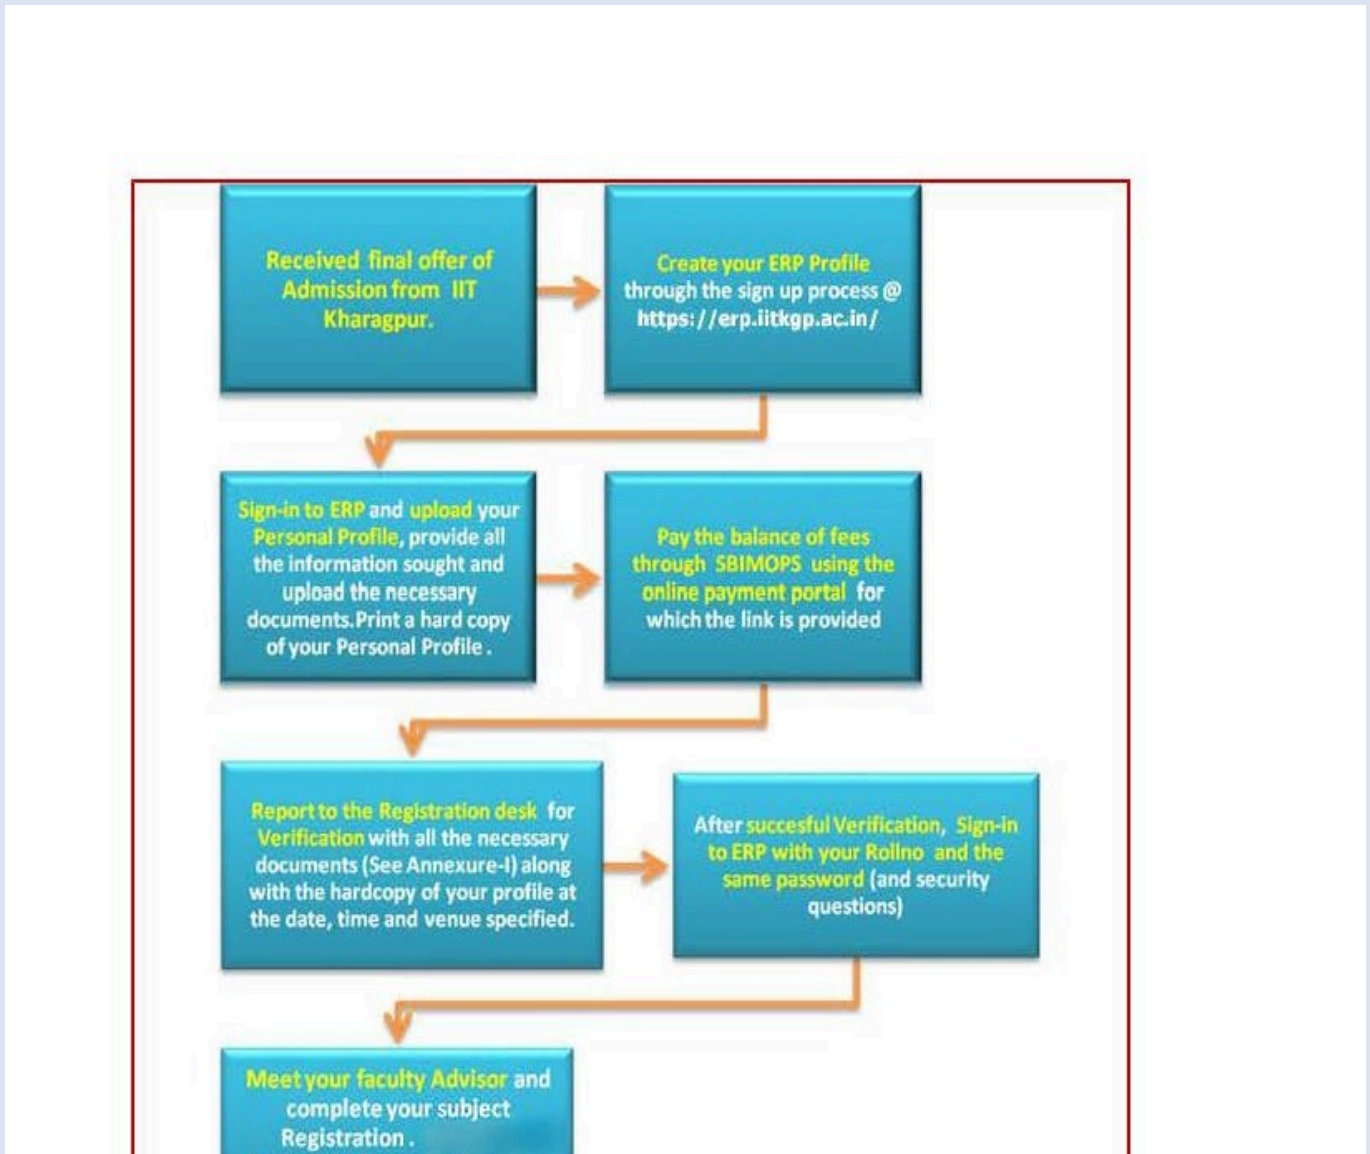 Received final offer of
Admission from IIT
Kharagpur.
Create your ERP Profile
through the sign up process @
https://erp.iitkgp.ac.in/
Sign-in to ERP and upload your
Personal Profile, provide all
the information sought and
upload the necessary
documents.Print a hard copy
of your Personal Profile .
Pay the balance of fees
through SBIMOPS using the
online payment portal for
which the link is provided
Report to the Registration desk for
Verification with all the necessary
documents (See Annexure-I) along
with the hardcopy of your profile at
the date, time and venue specified.
After succesful Verification, Sign-in
to ERP with your Rollno and the
same password (and security
questions)
Meet your faculty Advisor and
complete your subject
Registration .